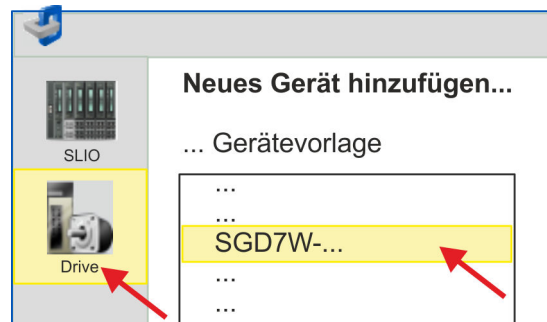 Neues Gerät hinzufügen...
SLIO
... Gerätevorlage
...
...
SGD7W-...
Drive
...
...